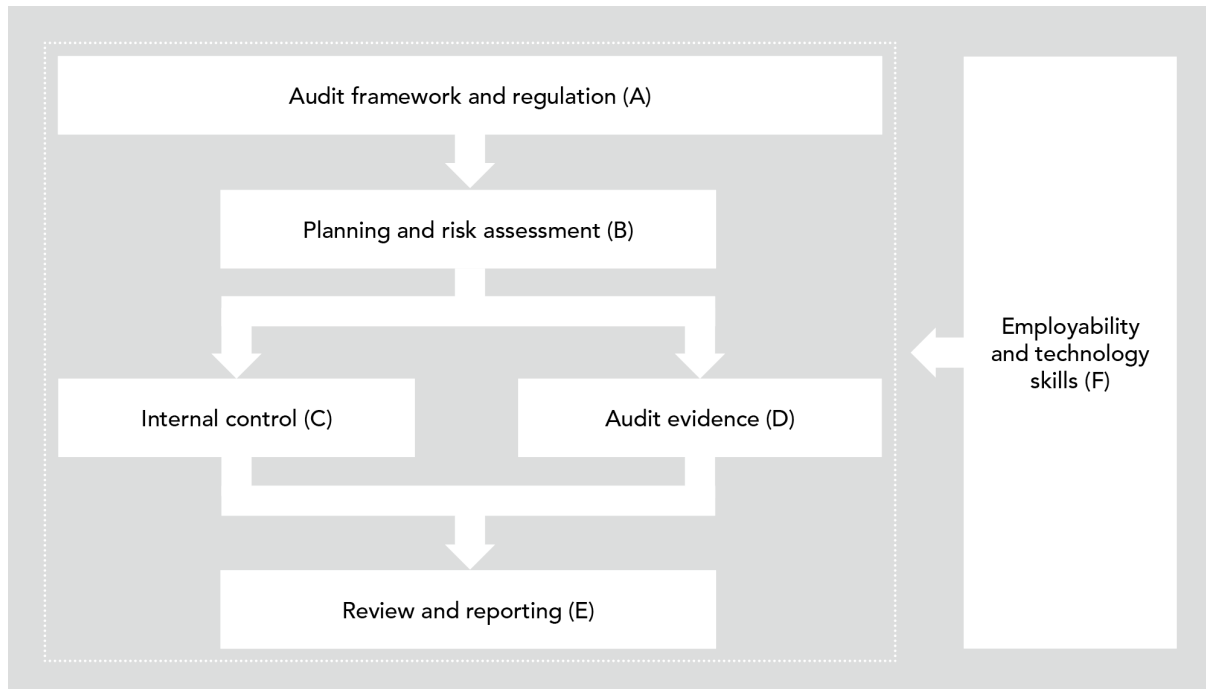 Audit framework and regulation (A)
Planning and risk assessment (B)
Internal control (C)
Audit evidence (D)
Review and reporting (E)
Employability
and technology
skills (F)